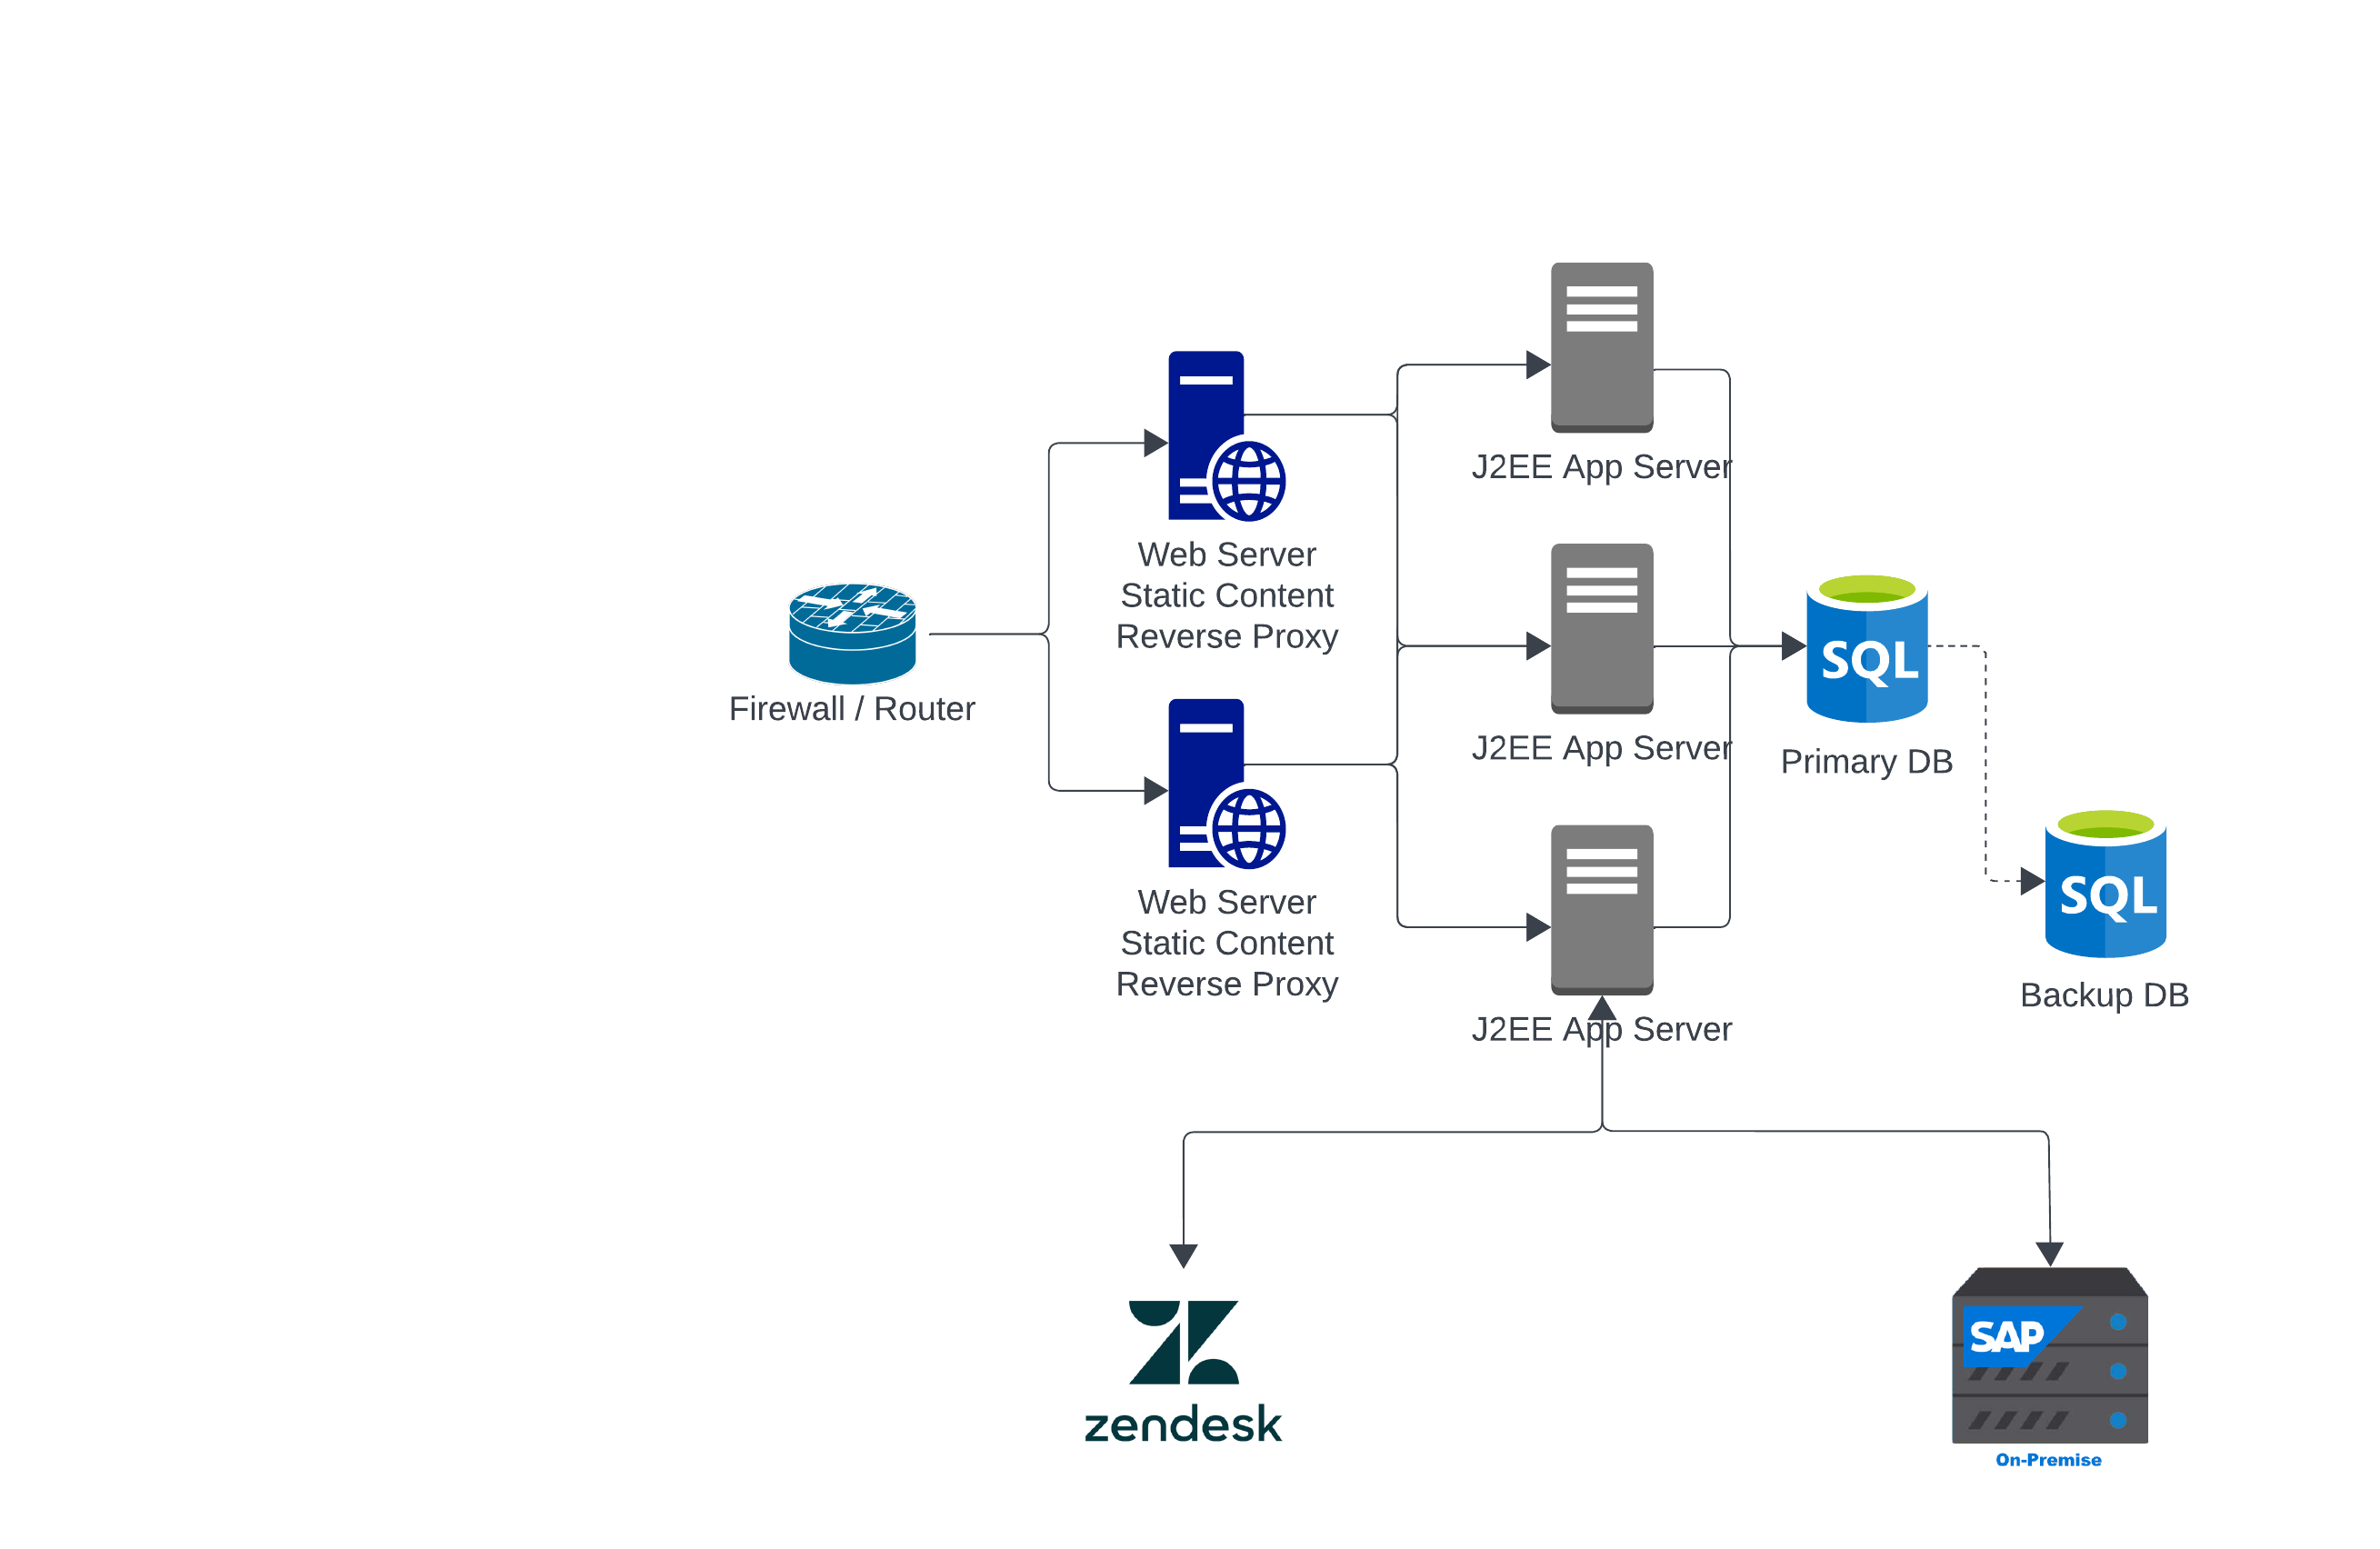 J2EE App Server
Web Server
Static Content
Reverse Proxy
Firewall / Router
J2EE App Server
SQL
Primary DB
Web Server
Static Content
Reverse Proxy
SQL
Backup DB
J2EE App Server
zendesk
SAP
On-Premise